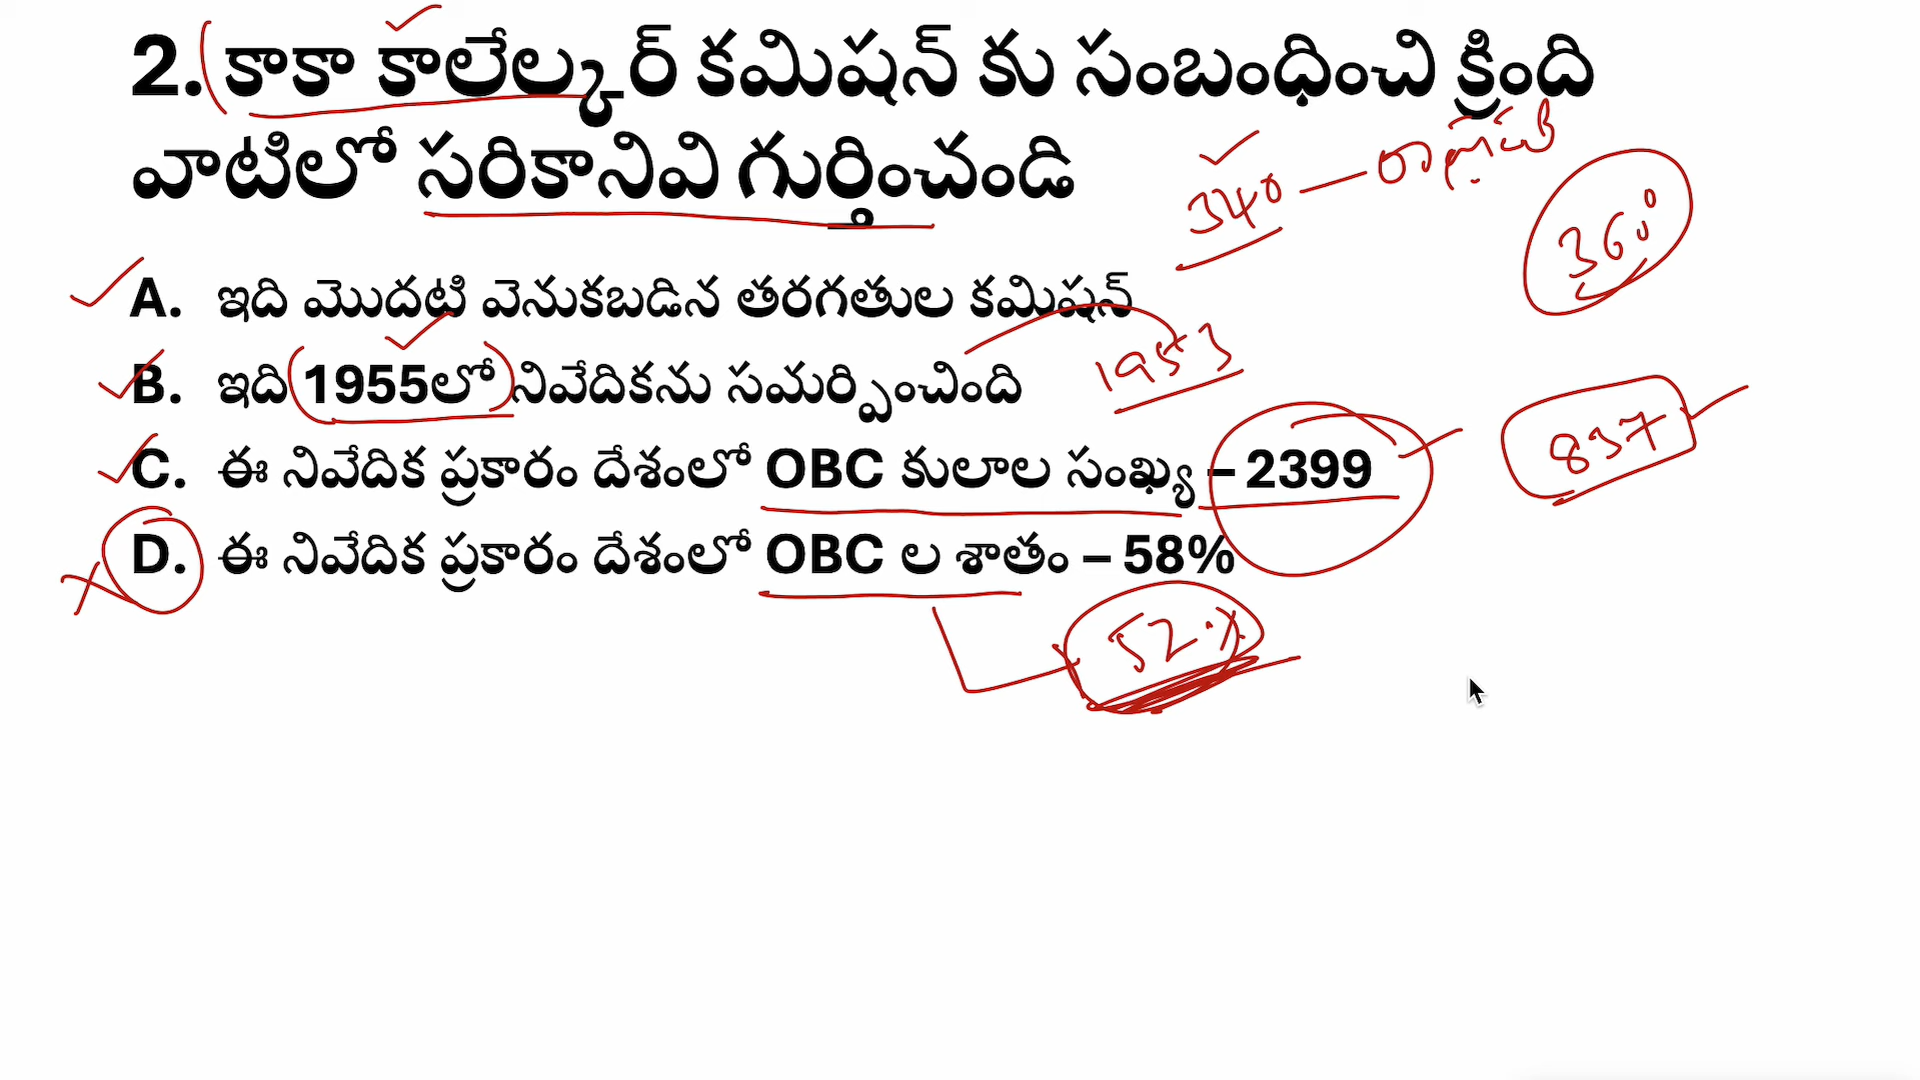 2. కాకా కాలేల్కర్ కమిషన్ కు సంబంధించి క్రింది
వాటిలో సరికానివి గుర్తించండి
340 —
360°
A. ఇది మొదటి వెనుకబడిన తరగతుల కమిషన్
B. ఇది 1955లో నివేదికను సమర్పించింది
1953
C. ఈ నివేదిక ప్రకారం దేశంలో OBC కులాల సంఖ్య – 2399
837
D. ఈ నివేదిక ప్రకారం దేశంలో OBC ల శాతం – 58%
52%